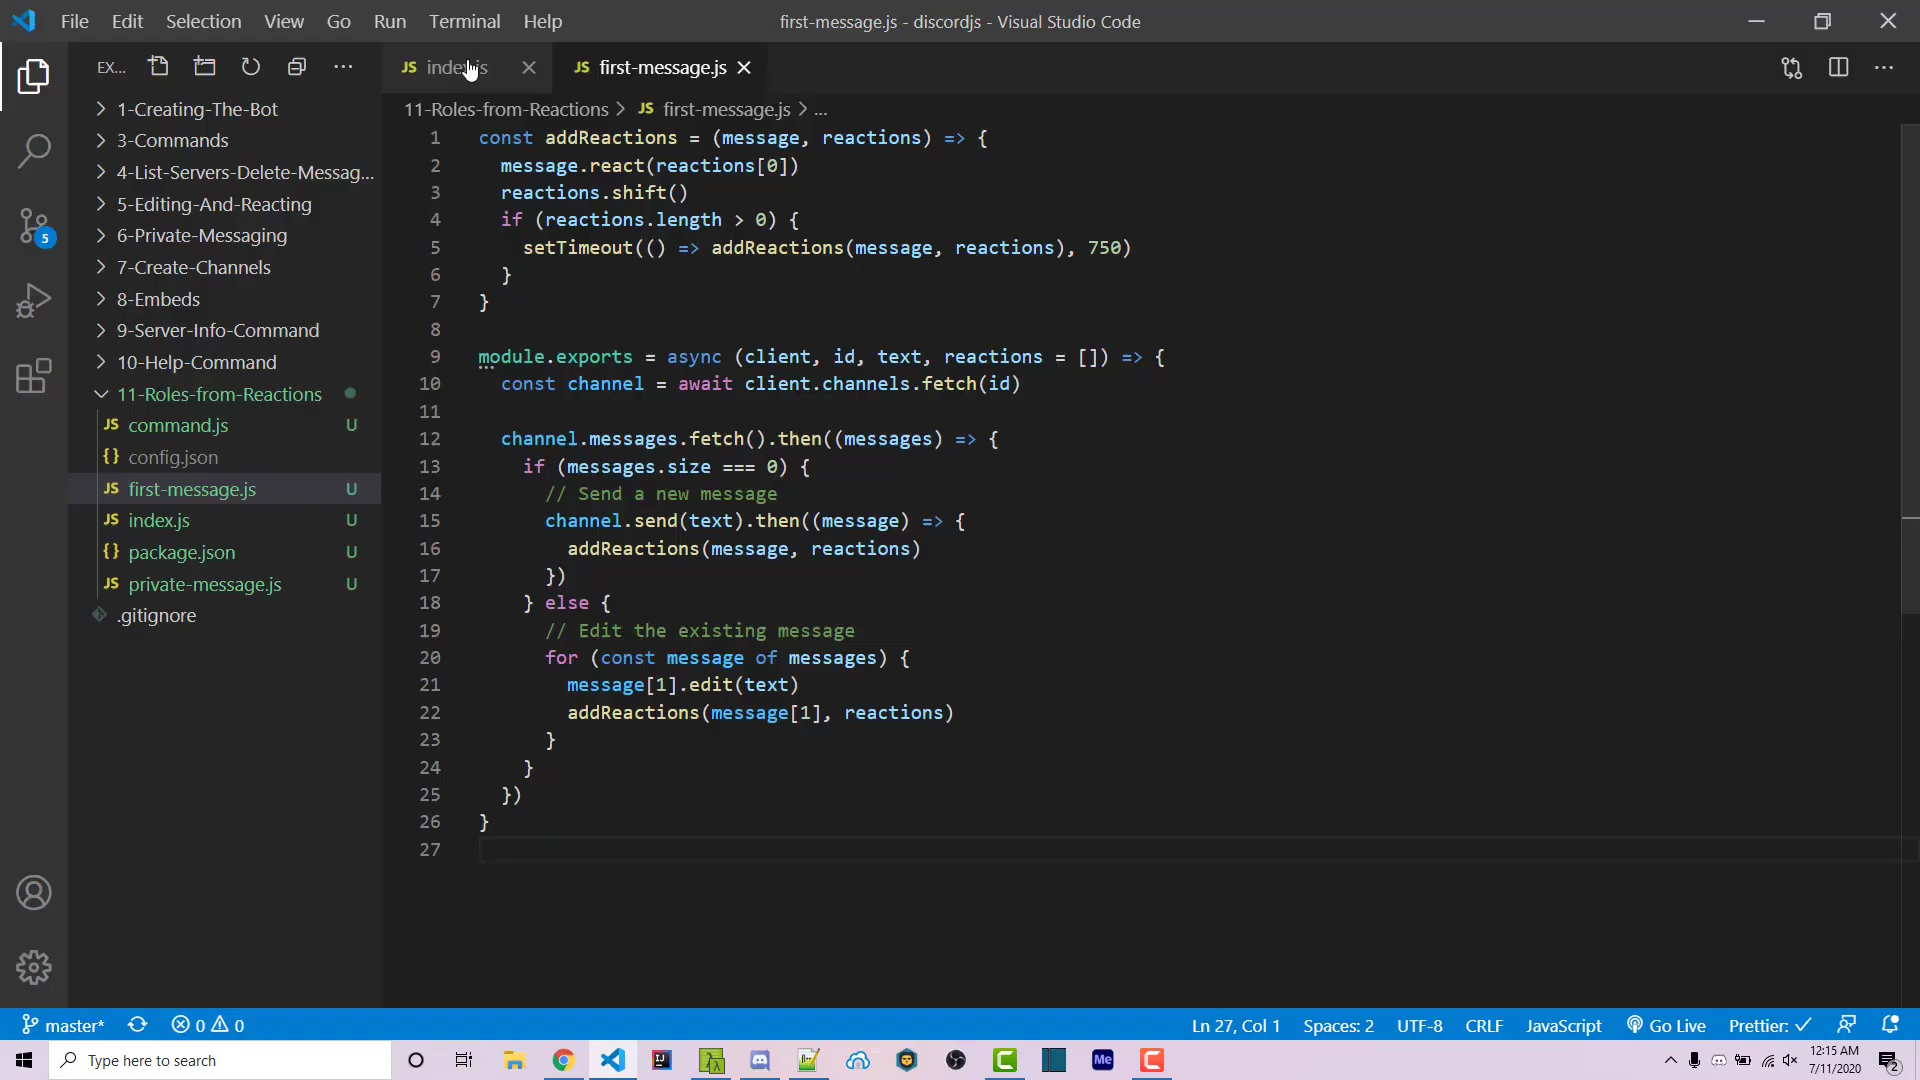 File Edit Selection View Go Run Terminal Help
first-message.js - discordjs - Visual Studio Code
EX...
JS index.js
JS first-message.js
11-Roles-from-Reactions > JS first-message.js > ...
1-Creating-The-Bot
3-Commands
4-List-Servers-Delete-Messag...
5-Editing-And-Reacting
6-Private-Messaging
7-Create-Channels
8-Embeds
9-Server-Info-Command
10-Help-Command
11-Roles-from-Reactions
JS command.js U
{} config.json
JS first-message.js U
JS index.js U
{} package.json U
JS private-message.js U
.gitignore
5
1 const addReactions = (message, reactions) => {
2 message.react(reactions[0])
3 reactions.shift()
4 if (reactions.length > 0) {
5 setTimeout(() => addReactions(message, reactions), 750)
6 }
7 }
8
9 module.exports = async (client, id, text, reactions = []) => {
10 const channel = await client.channels.fetch(id)
11
12 channel.messages.fetch().then((messages) => {
13 if (messages.size === 0) {
14 // Send a new message
15 channel.send(text).then((message) => {
16 addReactions(message, reactions)
17 })
18 } else {
19 // Edit the existing message
20 for (const message of messages) {
21 message[1].edit(text)
22 addReactions(message[1], reactions)
23 }
24 }
25 })
26 }
27
master* 0 0
Ln 27, Col 1 Spaces: 2 UTF-8 CRLF JavaScript Go Live Prettier: ✓
Type here to search
IJ
Me
12:15 AM
7/11/2020
2